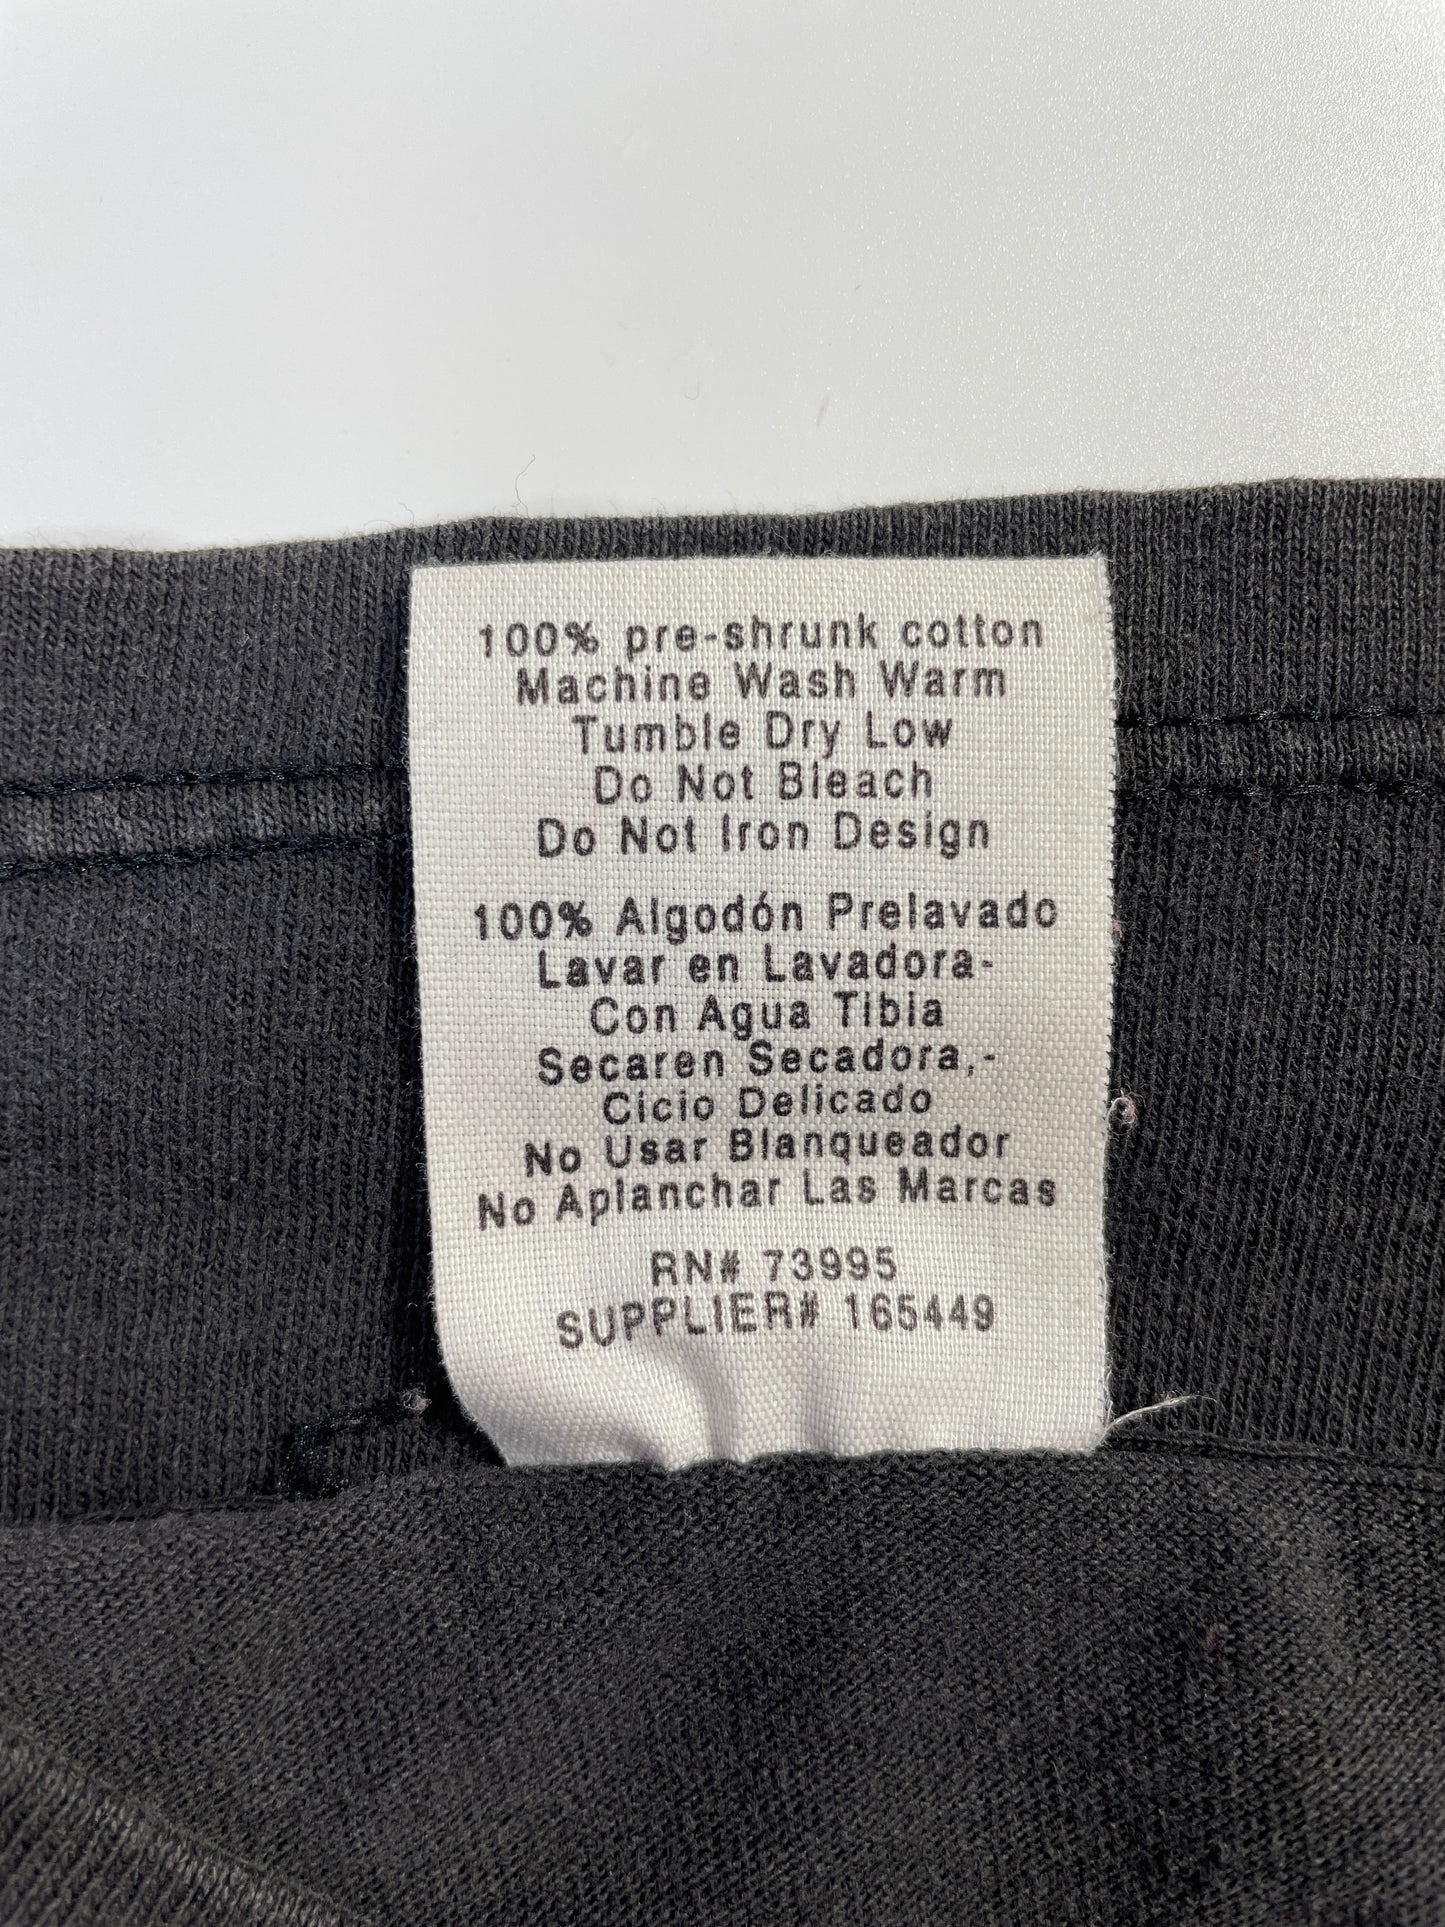 100% pre-shrunk cotton
Machine Wash Warm
Tumble Dry Low
Do Not Bleach
Do Not Iron Design
100% Algodón Prelavado
Lavar en Lavadora-
Con Agua Tibia
Secaren Secadora,-
Cicio Delicado
No Usar Blanqueador
No Aplanchar Las Marcas
RN# 73995
SUPPLIER# 165449